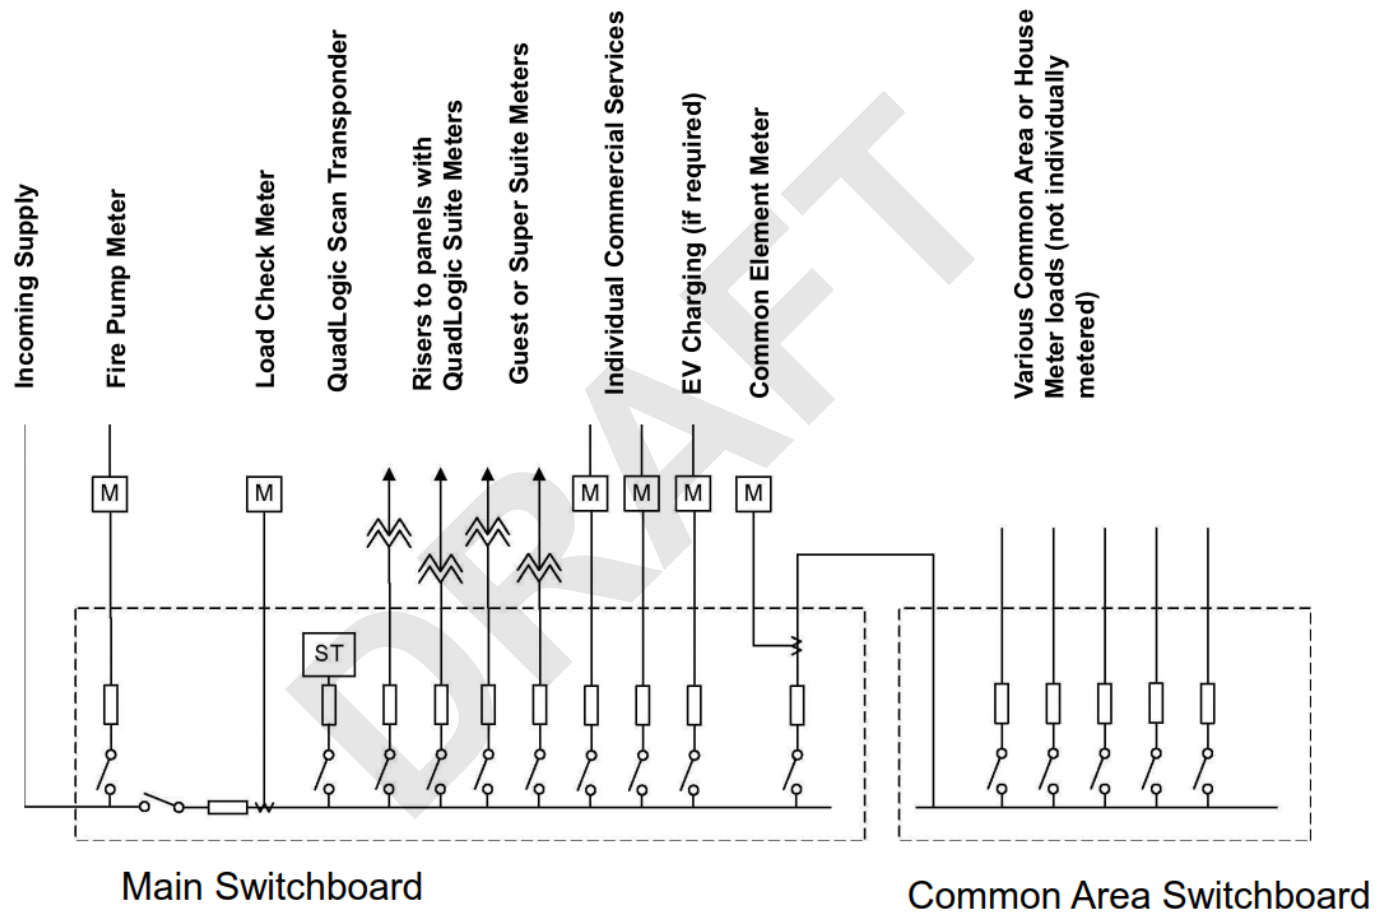 Incoming Supply
Fire Pump Meter
Load Check Meter
QuadLogic Scan Transponder
Risers to panels with
QuadLogic Suite Meters
Guest or Super Suite Meters
Individual Commercial Services
EV Charging (if required)
Common Element Meter
Various Common Area or House
Meter loads (not individually
metered)
DRAFT
M
M
M
M
M
M
ST
Main Switchboard
Common Area Switchboard